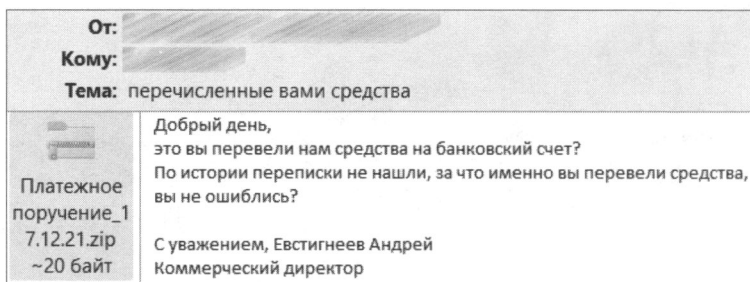 От:
Кому:
Тема: перечисленные вами средства
Добрый день,
это вы перевели нам средства на банковский счет?
По истории переписки не нашли, за что именно вы перевели средства,
вы не ошиблись?
С уважением, Евстигнеев Андрей
Коммерческий директор
Платежное
поручение_1
7.12.21.zip
~20 байт